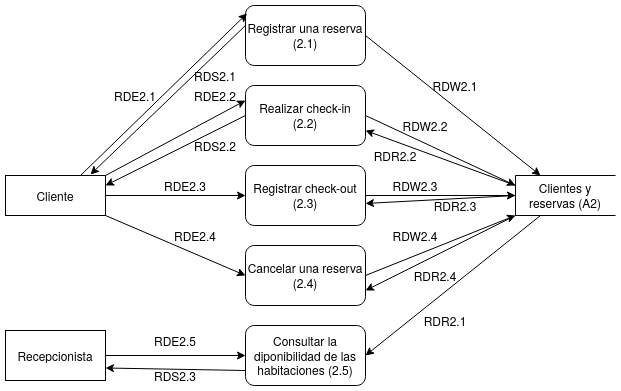 Registrar una reserva
(2.1)
RDE2.1
RDS2.1
RDW2.1
RDE2.2
Realizar check-in
(2.2)
RDS2.2
RDW2.2
RDR2.2
Cliente
RDE2.3
Registrar check-out
(2.3)
RDW2.3
RDR2.3
Clientes y
reservas (A2)
RDE2.4
Cancelar una reserva
(2.4)
RDW2.4
RDR2.4
RDR2.1
Recepcionista
RDE2.5
RDS2.3
Consultar la
diponibilidad de las
habitaciones (2.5)